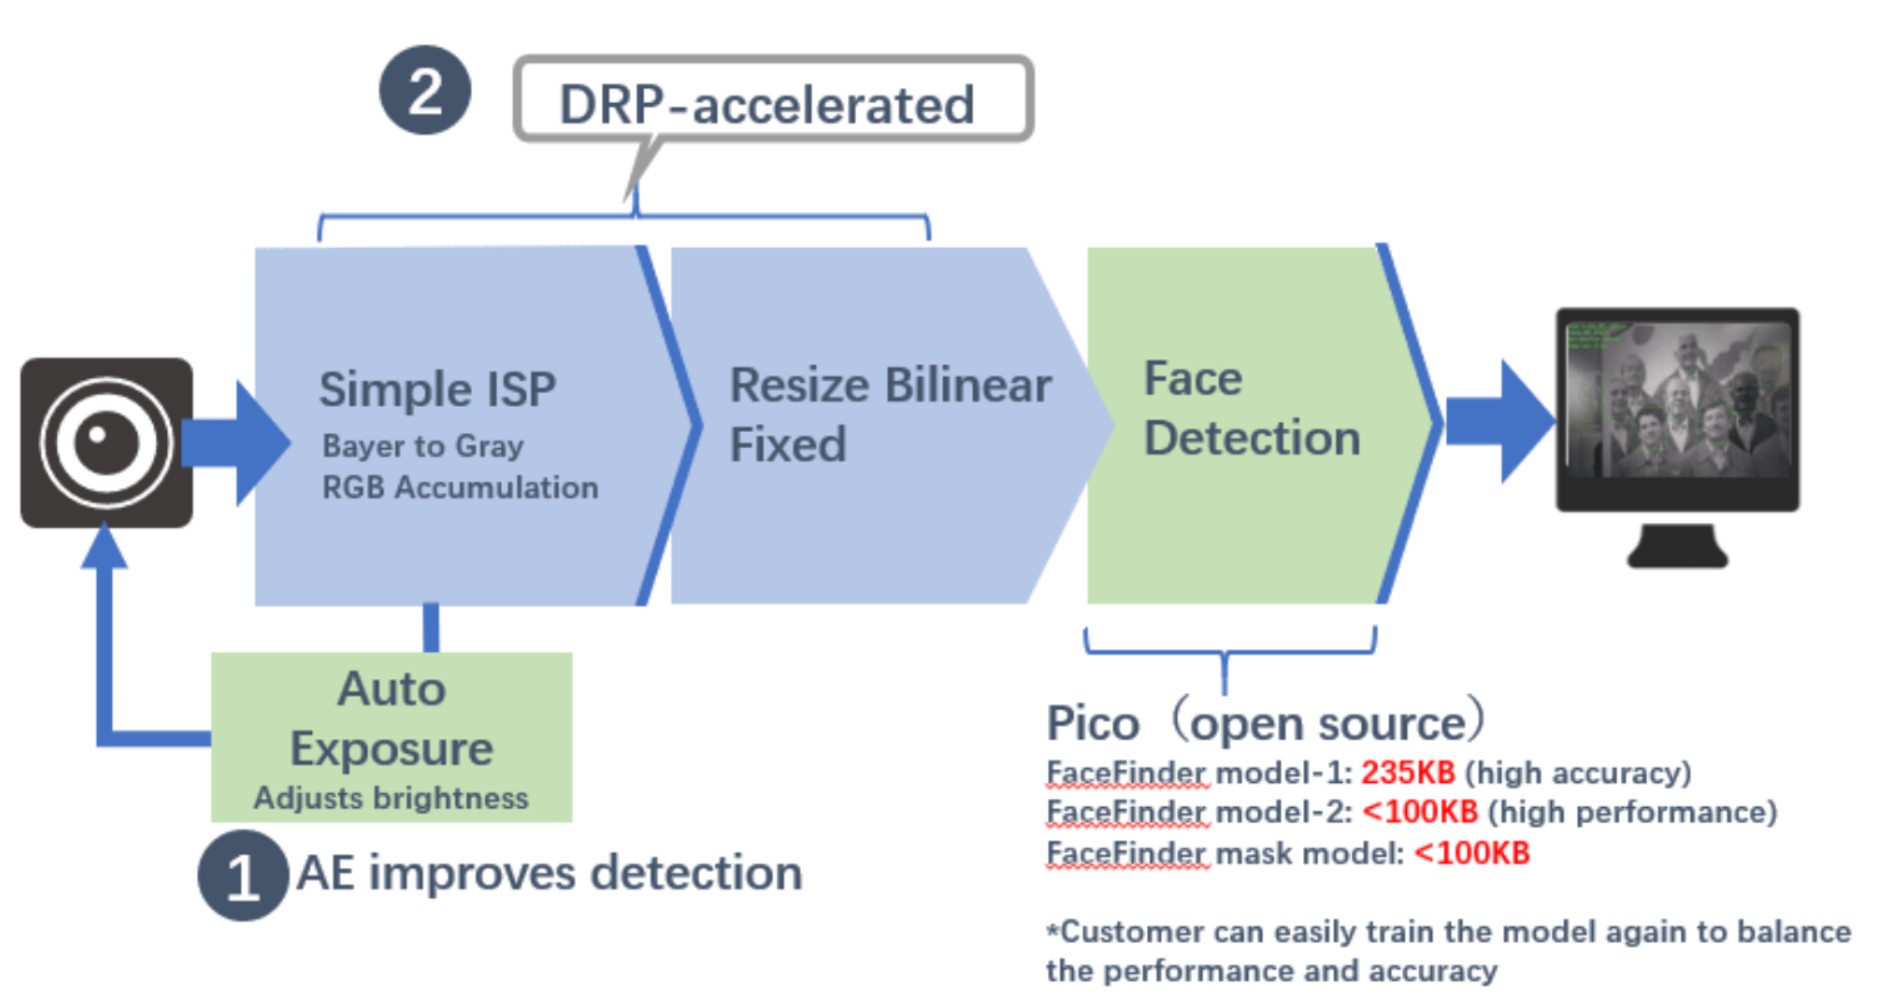 2
DRP-accelerated
Simple ISP
Bayer to Gray
RGB Accumulation
Resize Bilinear
Fixed
Face
Detection
Auto
Exposure
Adjusts brightness
1 AE improves detection
Pico（open source）
FaceFinder model-1: 235KB (high accuracy)
FaceFinder model-2: <100KB (high performance)
FaceFinder mask model: <100KB
*Customer can easily train the model again to balance
the performance and accuracy